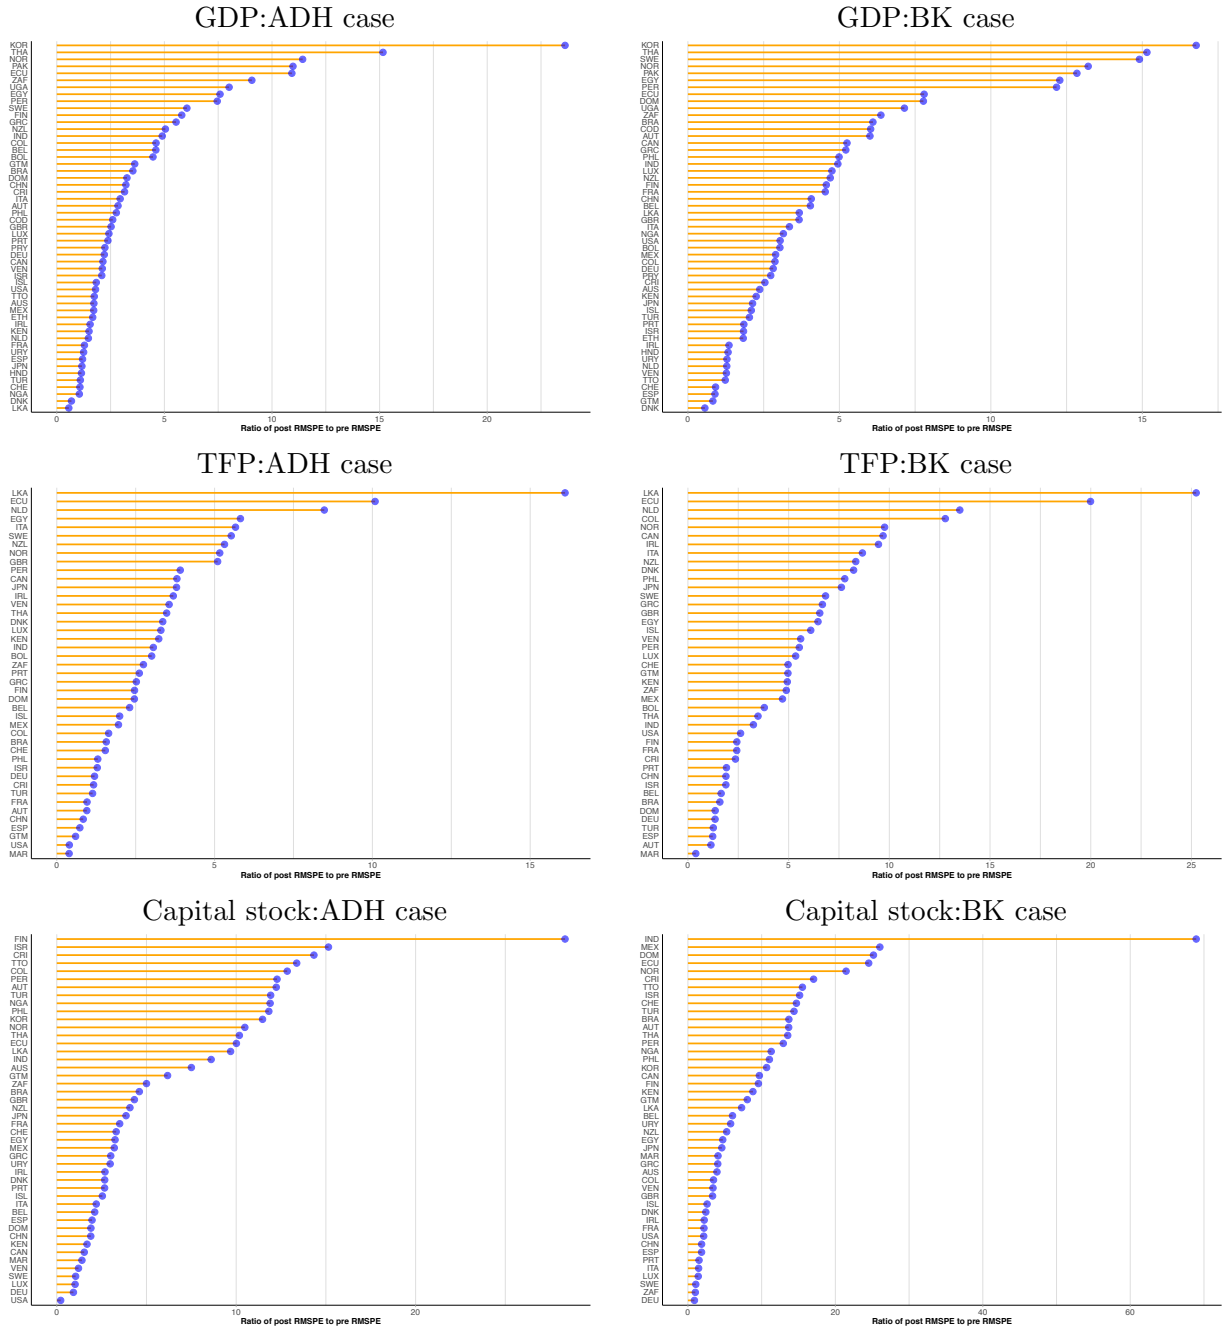 GDP:ADH case
KOR
THA
NOR
PAK
ECU
ZAF
UGA
EGY
PER
SWE
FIN
GRC
NZL
IND
COL
BEL
BOL
GTM
BRA
DOM
CHN
CRI
ITA
AUT
PHL
COD
GBR
LUX
PRT
PRY
DEU
CAN
VEN
ISR
ISL
USA
TTO
AUS
MEX
ETH
IRL
KEN
NLD
FRA
URY
ESP
JPN
HND
TUR
CHE
NGA
DNK
LKA
0 5 10 15 20
Ratio of post RMSPE to pre RMSPE
GDP:BK case
KOR
THA
SWE
NOR
PAK
EGY
PER
ECU
DOM
UGA
ZAF
BRA
COD
AUT
CAN
GRC
PHL
IND
LUX
NZL
FIN
FRA
CHN
BEL
LKA
GBR
ITA
NGA
USA
BOL
MEX
COL
DEU
PRY
CRI
AUS
KEN
JPN
ISL
TUR
PRT
ISR
ETH
IRL
HND
URY
NLD
VEN
TTO
CHE
ESP
GTM
DNK
0 5 10 15
Ratio of post RMSPE to pre RMSPE
TFP:ADH case
LKA
ECU
NLD
EGY
ITA
SWE
NZL
NOR
GBR
PER
CAN
JPN
IRL
VEN
THA
DNK
LUX
KEN
IND
BOL
ZAF
PRT
GRC
FIN
DOM
BEL
ISL
MEX
COL
BRA
CHE
PHL
ISR
DEU
CRI
TUR
FRA
AUT
CHN
ESP
GTM
USA
MAR
0 5 10 15
Ratio of post RMSPE to pre RMSPE
TFP:BK case
LKA
ECU
NLD
COL
NOR
CAN
IRL
ITA
NZL
DNK
PHL
JPN
SWE
GRC
GBR
EGY
ISL
VEN
PER
LUX
CHE
GTM
KEN
ZAF
MEX
BOL
THA
IND
USA
FIN
FRA
CRI
PRT
CHN
ISR
BEL
BRA
DOM
DEU
TUR
ESP
AUT
MAR
0 5 10 15 20 25
Ratio of post RMSPE to pre RMSPE
Capital stock:ADH case
FIN
ISR
CRI
TTO
COL
PER
AUT
TUR
NGA
PHL
KOR
NOR
THA
ECU
LKA
IND
AUS
GTM
ZAF
BRA
GBR
NZL
JPN
FRA
CHE
EGY
MEX
GRC
URY
IRL
DNK
PRT
ISL
ITA
BEL
ESP
DOM
CHN
KEN
CAN
MAR
VEN
SWE
LUX
DEU
USA
0 10 20
Ratio of post RMSPE to pre RMSPE
Capital stock:BK case
IND
MEX
DOM
ECU
NOR
CRI
TTO
ISR
CHE
TUR
BRA
AUT
THA
PER
NGA
PHL
KOR
CAN
FIN
KEN
GTM
LKA
BEL
URY
NZL
EGY
JPN
MAR
GRC
AUS
COL
VEN
GBR
ISL
DNK
IRL
FRA
USA
CHN
ESP
PRT
ITA
LUX
SWE
ZAF
DEU
0 20 40 60
Ratio of post RMSPE to pre RMSPE